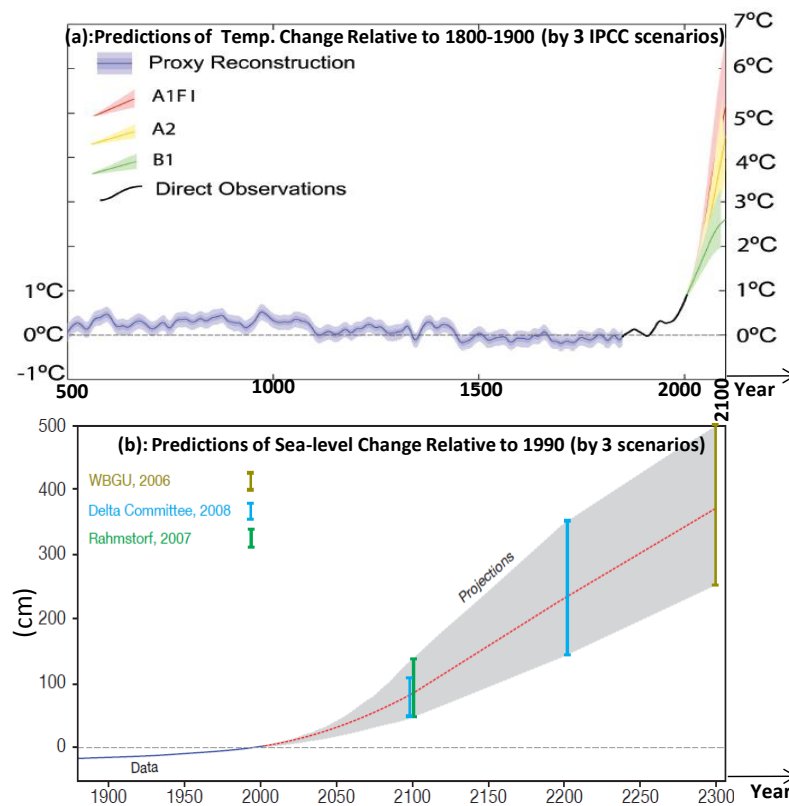 (a):Predictions of Temp. Change Relative to 1800-1900 (by 3 IPCC scenarios)
Proxy Reconstruction
A1F I
A2
B1
Direct Observations
7°C
6°C
5°C
4°C
3°C
2°C
1°C
0°C
1°C
0°C
-1°C
500
1000
1500
2000
2100
Year
(b): Predictions of Sea-level Change Relative to 1990 (by 3 scenarios)
WBGU, 2006
Delta Committee, 2008
Rahmstorf, 2007
Projections
Data
(cm)
500
400
300
200
100
0
1900
1950
2000
2050
2100
2150
2200
2250
2300
Year